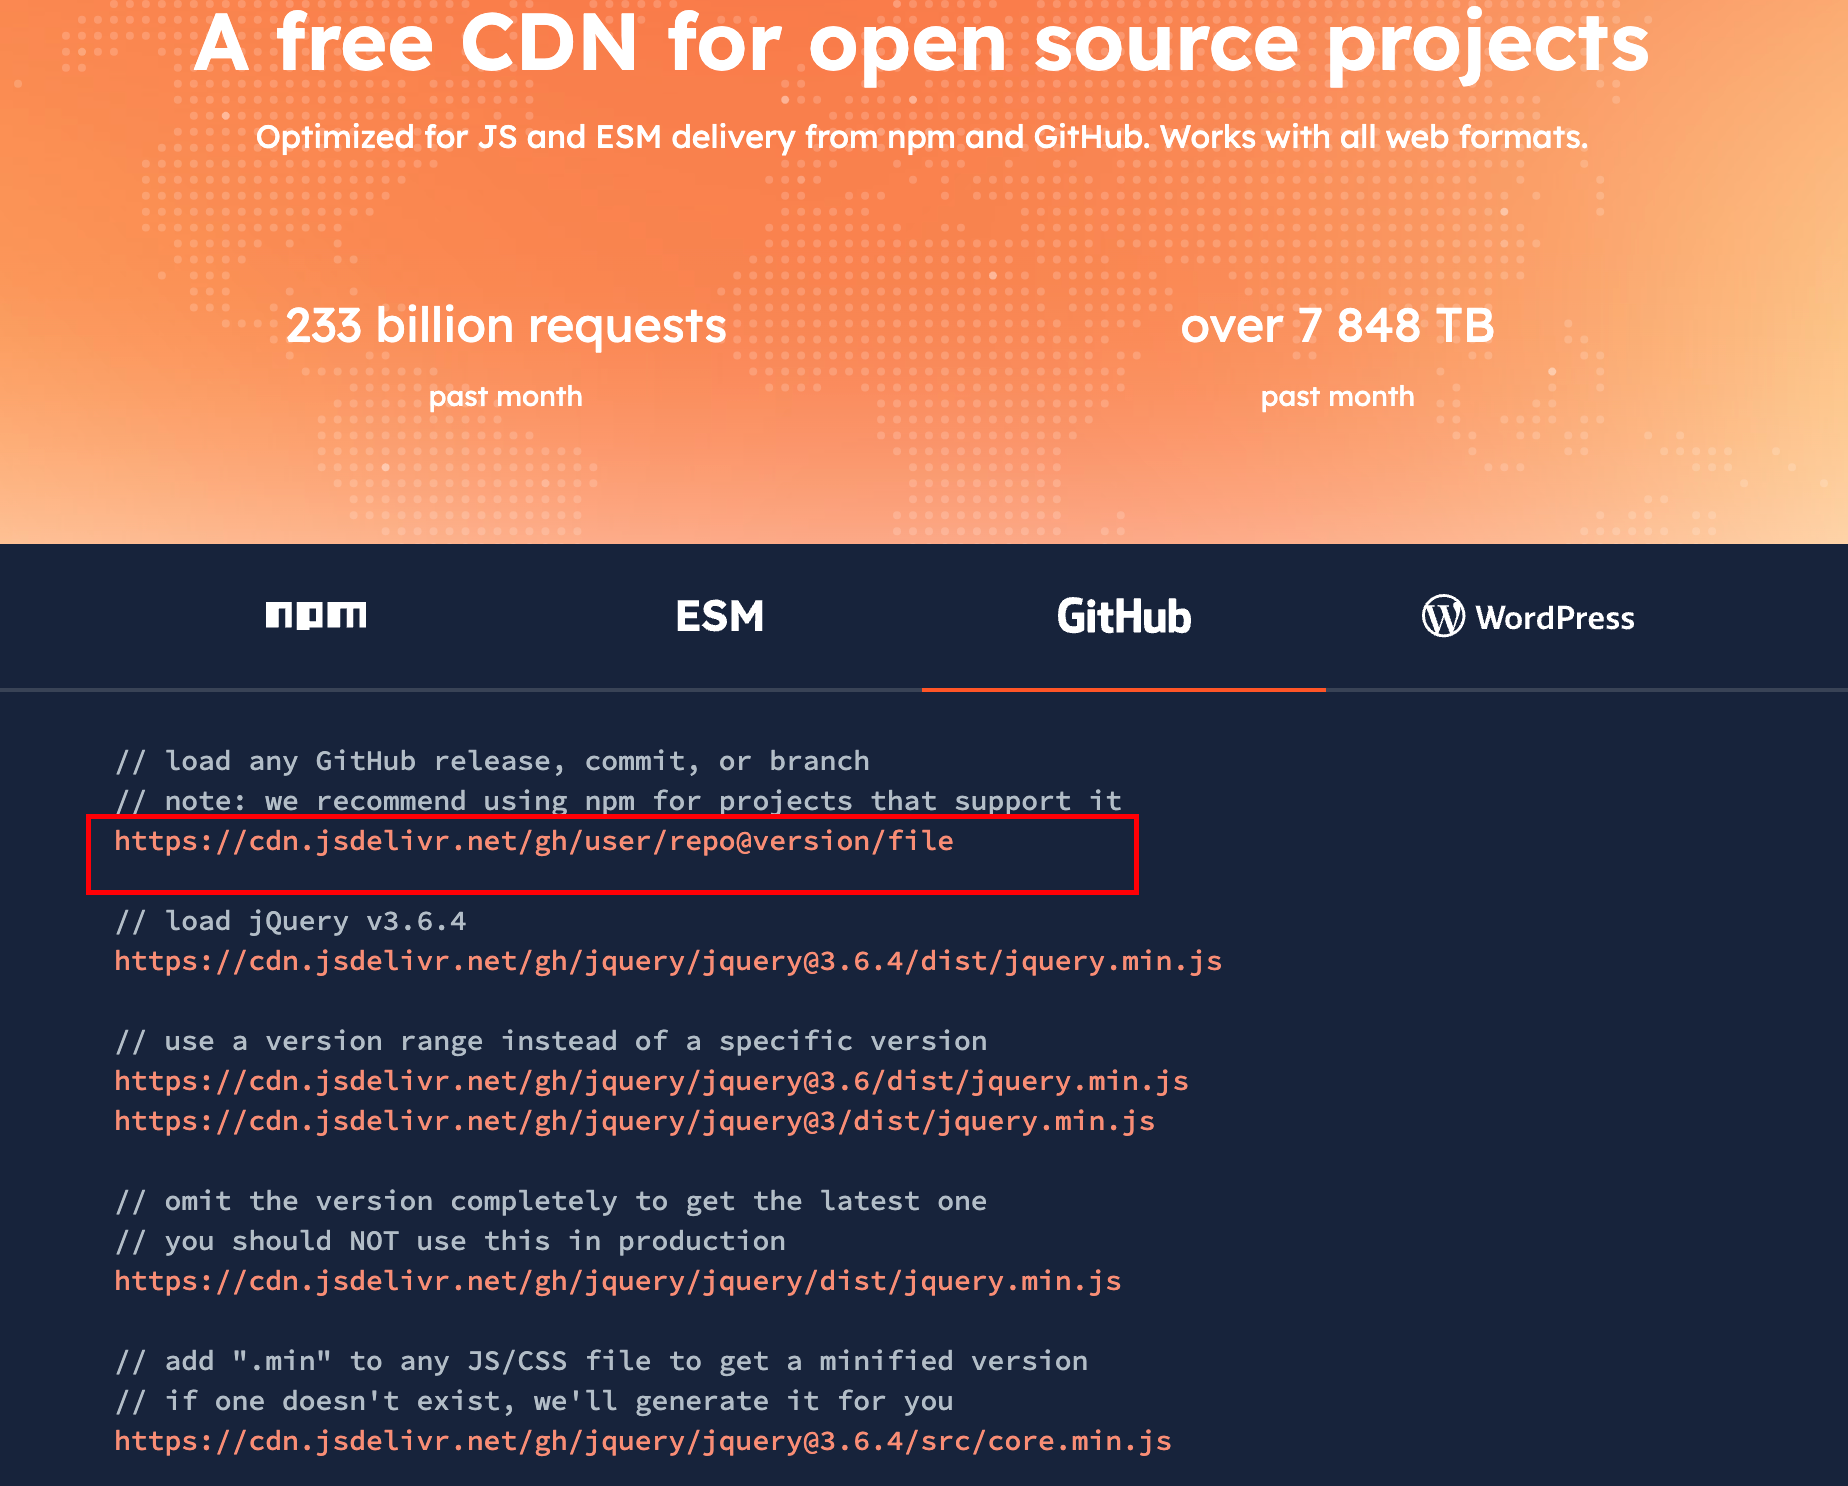 A free CDN for open source projects
Optimized for JS and ESM delivery from npm and GitHub. Works with all web formats.
233 billion requests
past month
over 7 848 TB
past month
npm
ESM
GitHub
WordPress
// load any GitHub release, commit, or branch
// note: we recommend using npm for projects that support it
https://cdn.jsdelivr.net/gh/user/repo@version/file
// load jQuery v3.6.4
https://cdn.jsdelivr.net/gh/jquery/jquery@3.6.4/dist/jquery.min.js
// use a version range instead of a specific version
https://cdn.jsdelivr.net/gh/jquery/jquery@3.6/dist/jquery.min.js
https://cdn.jsdelivr.net/gh/jquery/jquery@3/dist/jquery.min.js
// omit the version completely to get the latest one
// you should NOT use this in production
https://cdn.jsdelivr.net/gh/jquery/jquery/dist/jquery.min.js
// add ".min" to any JS/CSS file to get a minified version
// if one doesn't exist, we'll generate it for you
https://cdn.jsdelivr.net/gh/jquery/jquery@3.6.4/src/core.min.js